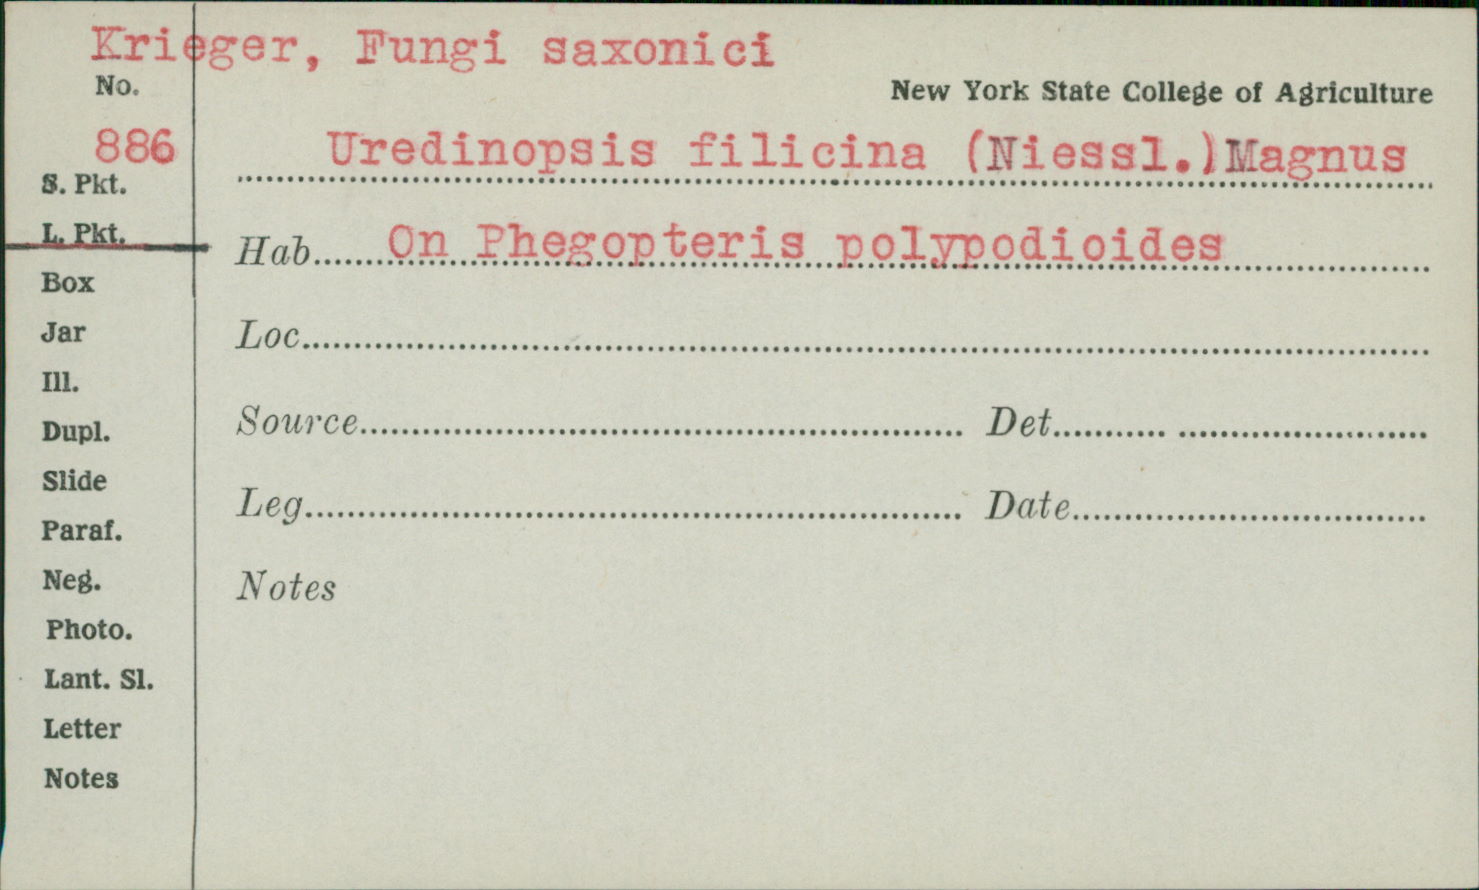 Krieger, Fungi saxonici
No.
New York State College of Agriculture
886
Uredinopsis filicina (Niessl.)Magnus
S. Pkt.
L. Pkt.
Hab. On Phegopteris polypodioides
Box
Jar
Loc.
Ill.
Dupl.
Source Det.
Slide
Leg. Date
Paraf.
Neg.
Notes
Photo.
Lant. Sl.
Letter
Notes